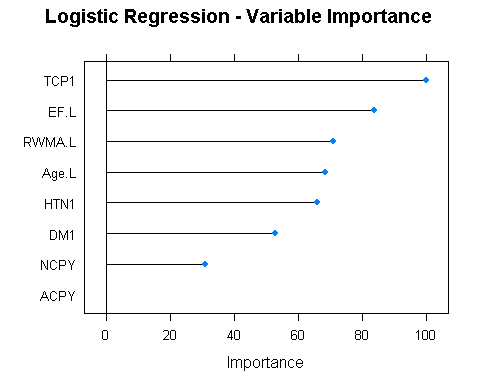 Logistic Regression - Variable Importance
TCP1
EF.L
RWMA.L
Age.L
HTN1
DM1
NCPY
ACPY
0 20 40 60 80 100
Importance